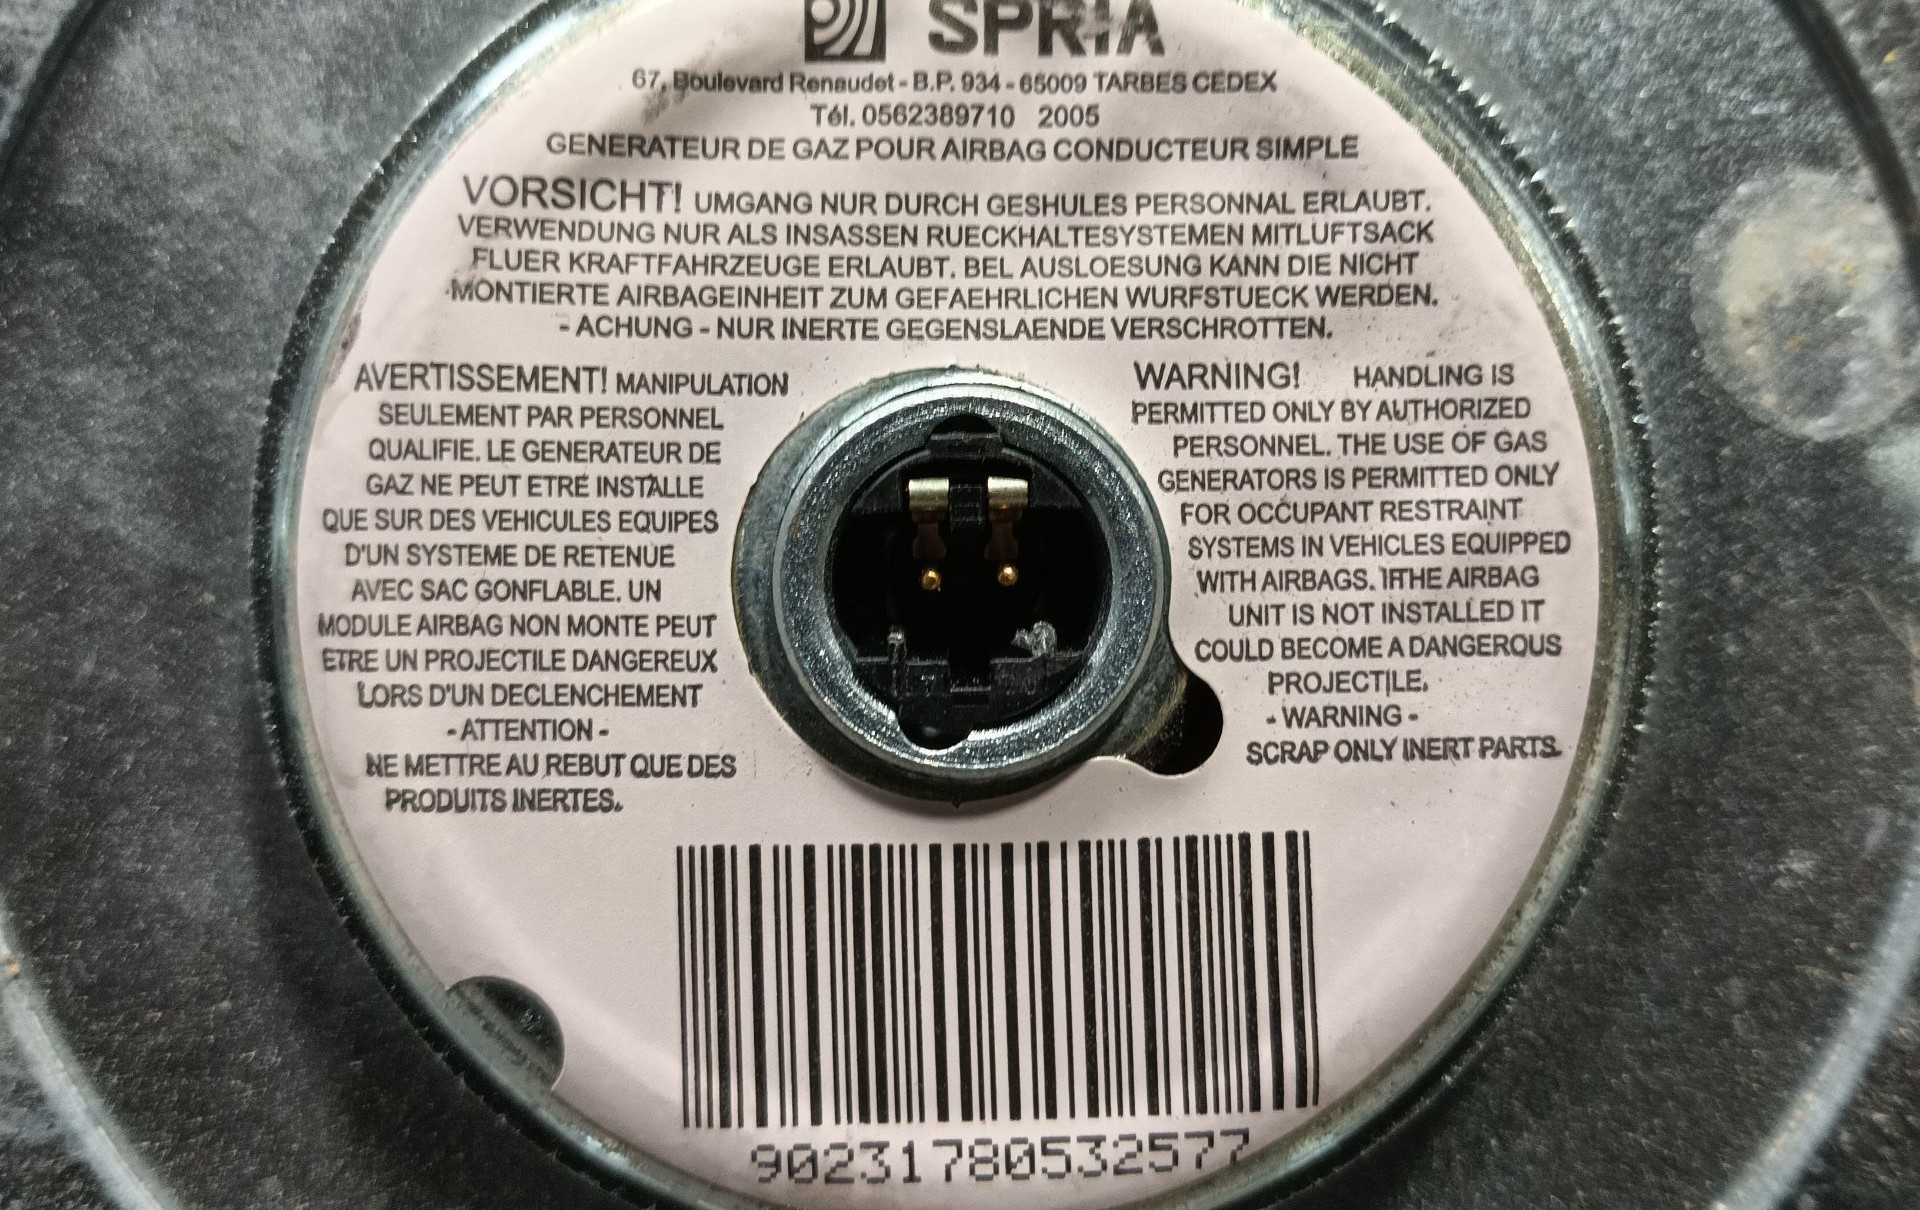 SPRIA
67, Boulevard Renaudet - B.P. 934 - 65009 TARBES CEDEX
Tél. 0562389710 2005
GENERATEUR DE GAZ POUR AIRBAG CONDUCTEUR SIMPLE
VORSICHT! UMGANG NUR DURCH GESHULES PERSONNAL ERLAUBT.
VERWENDUNG NUR ALS INSASSEN RUECKHALTESYSTEMEN MITLUFTSACK
FLUER KRAFTFAHRZEUGE ERLAUBT. BEL AUSLOESUNG KANN DIE NICHT
MONTIERTE AIRBAGEINHEIT ZUM GEFAEHRLICHEN WURFSTUECK WERDEN.
- ACHUNG - NUR INERTE GEGENSLAENDE VERSCHROTTEN.
AVERTISSEMENT! MANIPULATION
SEULEMENT PAR PERSONNEL
QUALIFIE. LE GENERATEUR DE
GAZ NE PEUT ETRE INSTALLE
QUE SUR DES VEHICULES EQUIPES
D'UN SYSTEME DE RETENUE
AVEC SAC GONFLABLE. UN
MODULE AIRBAG NON MONTE PEUT
ETRE UN PROJECTILE DANGEREUX
LORS D'UN DECLENCHEMENT
- ATTENTION -
NE METTRE AU REBUT QUE DES
PRODUITS INERTES.
WARNING! HANDLING IS
PERMITTED ONLY BY AUTHORIZED
PERSONNEL. THE USE OF GAS
GENERATORS IS PERMITTED ONLY
FOR OCCUPANT RESTRAINT
SYSTEMS IN VEHICLES EQUIPPED
WITH AIRBAGS. IFTHE AIRBAG
UNIT IS NOT INSTALLED IT
COULD BECOME A DANGEROUS
PROJECTILE.
- WARNING -
SCRAP ONLY INERT PARTS.
90231780532577